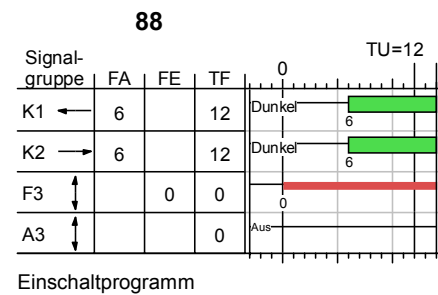 88
Signal-
gruppe FA FE TF 0 TU=12
K1 6 12 Dunkel 6
K2 6 12 Dunkel 6
F3 0 0 0
A3 0 Aus
Einschaltprogramm